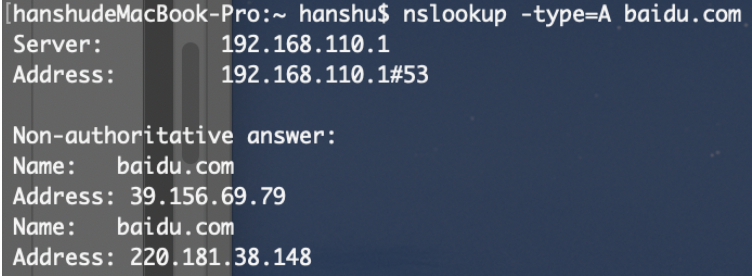 [hanshudeMacBook-Pro:~ hanshu$ nslookup -type=A baidu.com
Server: 192.168.110.1
Address: 192.168.110.1#53
Non-authoritative answer:
Name: baidu.com
Address: 39.156.69.79
Name: baidu.com
Address: 220.181.38.148